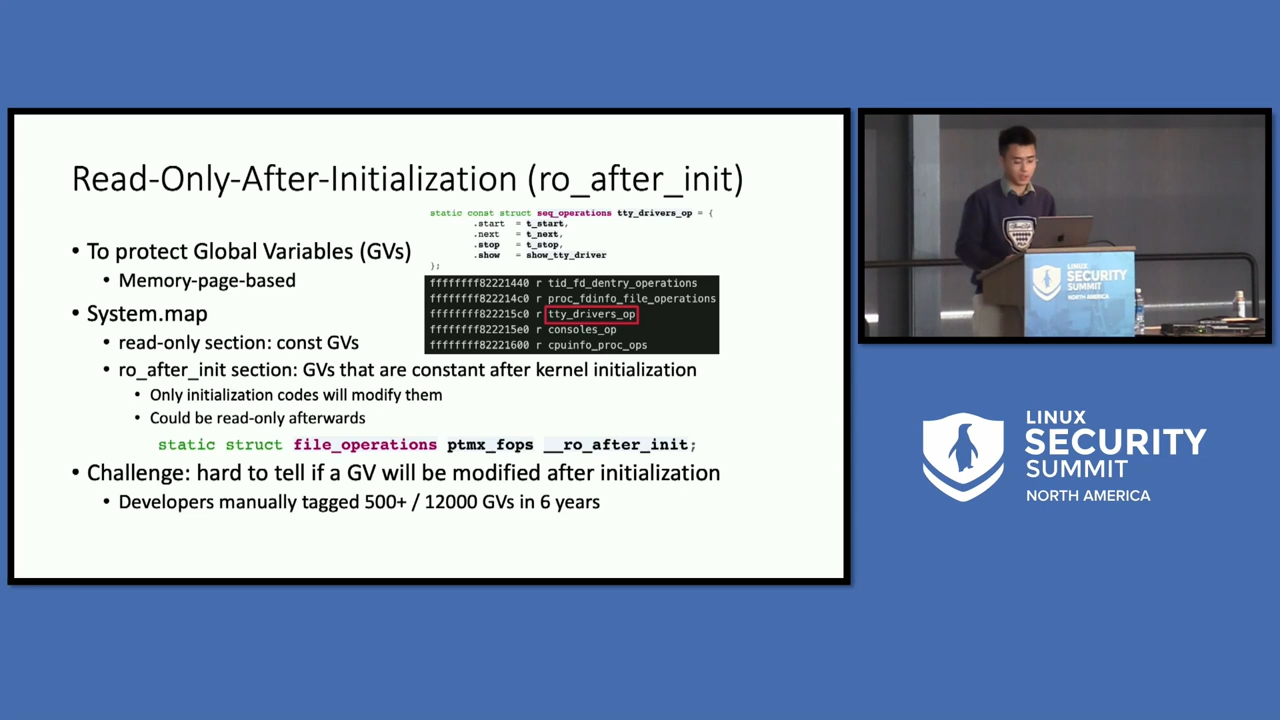 Read-Only-After-Initialization (ro_after_init)
static const struct seq_operations tty_drivers_op = {
.start = t_start,
.next = t_next,
.stop = t_stop,
.show = show_tty_driver
};
• To protect Global Variables (GVs)
• Memory-page-based
ffffffff82221440 r tid_fd_dentry_operations
ffffffff822214c0 r proc_fdinfo_file_operations
ffffffff822215c0 r tty_drivers_op
ffffffff822215e0 r consoles_op
ffffffff82221600 r cpuinfo_proc_ops
• System.map
• read-only section: const GVs
• ro_after_init section: GVs that are constant after kernel initialization
• Only initialization codes will modify them
• Could be read-only afterwards
static struct file_operations ptmx_fops __ro_after_init;
• Challenge: hard to tell if a GV will be modified after initialization
• Developers manually tagged 500+ / 12000 GVs in 6 years
LINUX
SECURITY
SUMMIT
NORTH AMERICA
LINUX
SECURITY
SUMMIT
NORTH AMERICA